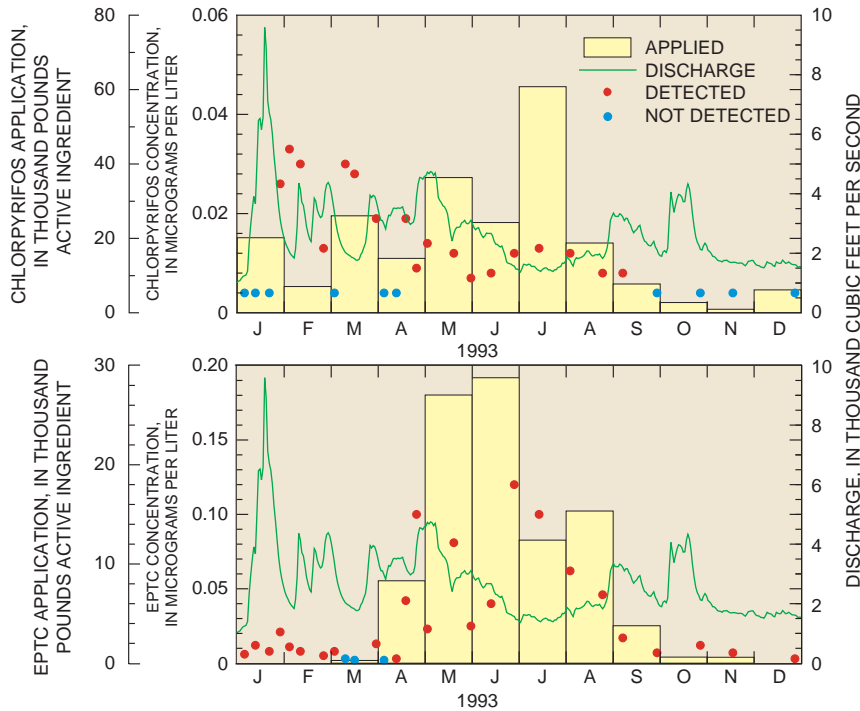 CHLORPYRIFOS APPLICATION,
IN THOUSAND POUNDS
ACTIVE INGREDIENT
80
60
40
20
0
CHLORPYRIFOS CONCENTRATION,
IN MICROGRAMS PER LITER
0.06
0.04
0.02
0
APPLIED
DISCHARGE
DETECTED
NOT DETECTED
10
8
6
4
2
0
J F M A M J J A S O N D
1993
EPTC APPLICATION, IN THOUSAND
POUNDS ACTIVE INGREDIENT
30
20
10
0
EPTC CONCENTRATION,
IN MICROGRAMS PER LITER
0.20
0.15
0.10
0.05
0
10
8
6
4
2
0
J F M A M J J A S O N D
1993
DISCHARGE. IN THOUSAND CUBIC FEET PER SECOND